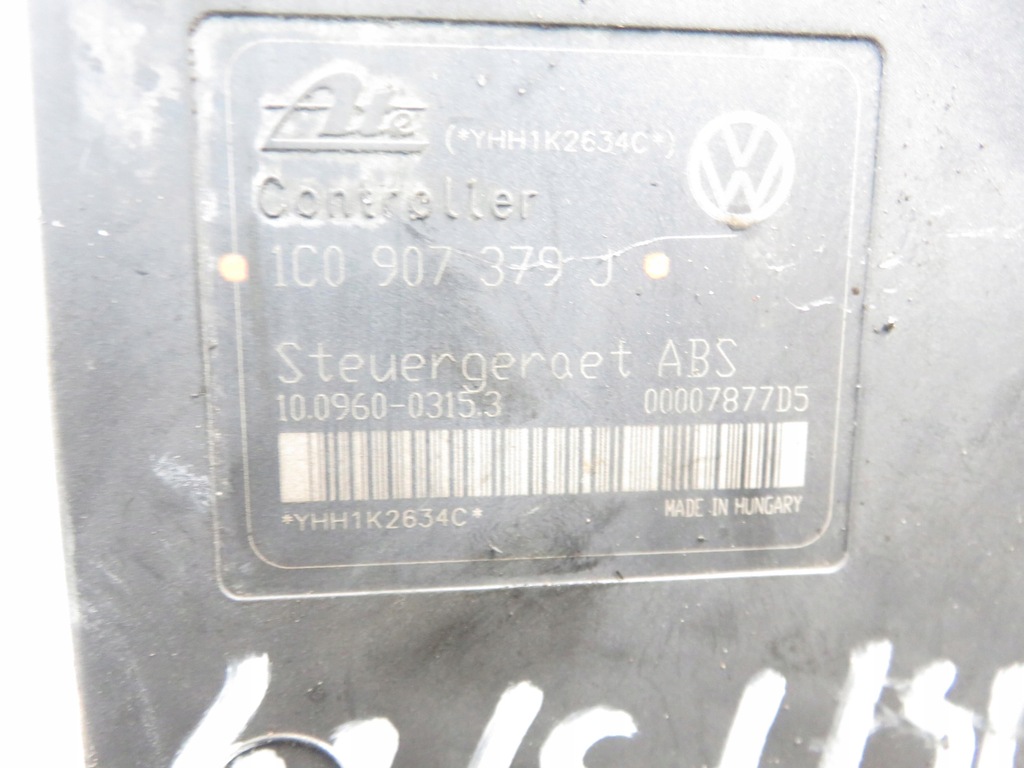 Ate (*YHH1K2634C*)
Controller
1C0 907 379 J
Steuergeraet ABS
10.0960-0315.3 00007877D5
*YHH1K2634C*
MADE IN HUNGARY